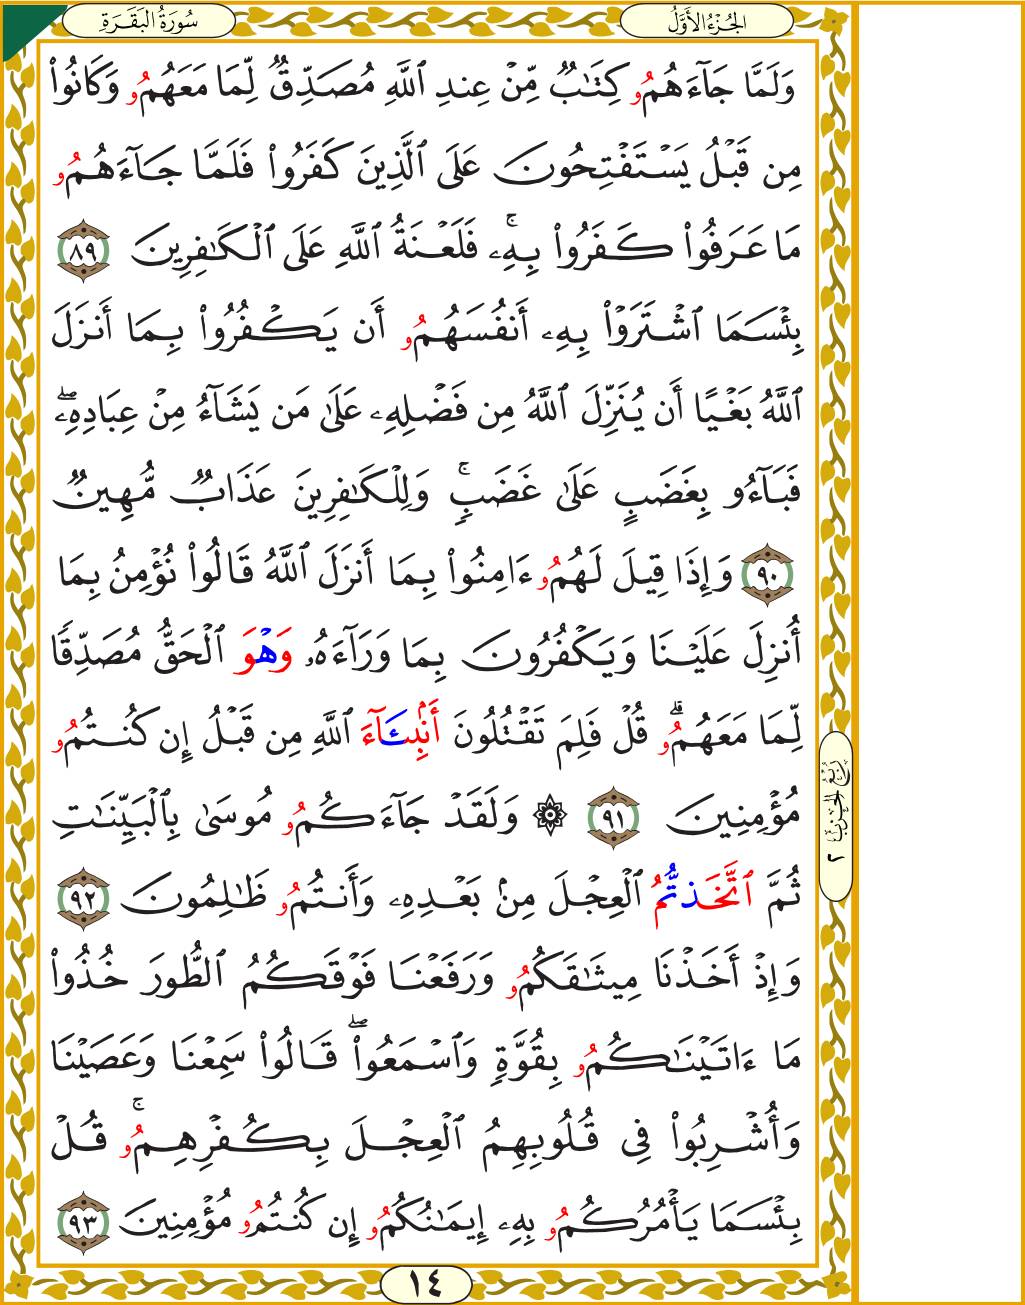 سُورَةُ البَقَرَةِ
الجُزْءُ الأَوَّلُ
وَلَمَّا جَآءَهُمُو كِتَٰبٌ مِّنْ عِندِ ٱللَّهِ مُصَدِّقٌ لِّمَا مَعَهُمُو وَكَانُوا۟
مِن قَبْلُ يَسْتَفْتِحُونَ عَلَى ٱلَّذِينَ كَفَرُوا۟ فَلَمَّا جَآءَهُمُو
مَا عَرَفُوا۟ كَفَرُوا۟ بِهِۦۚ فَلَعْنَةُ ٱللَّهِ عَلَى ٱلْكَٰفِرِينَ ٨٩
بِئْسَمَا ٱشْتَرَوْا۟ بِهِۦ أَنفُسَهُمُو أَن يَكْفُرُوا۟ بِمَا أَنزَلَ
ٱللَّهُ بَغْيًا أَن يُنَزِّلَ ٱللَّهُ مِن فَضْلِهِۦ عَلَىٰ مَن يَشَآءُ مِنْ عِبَادِهِۦۖ
فَبَآءُو بِغَضَبٍ عَلَىٰ غَضَبٍۚ وَلِلْكَٰفِرِينَ عَذَابٌ مُّهِينٌ
٩٠ وَإِذَا قِيلَ لَهُمُو ءَامِنُوا۟ بِمَا أَنزَلَ ٱللَّهُ قَالُوا۟ نُؤْمِنُ بِمَا
أُنزِلَ عَلَيْنَا وَيَكْفُرُونَ بِمَا وَرَآءَهُۥ وَهْوَ ٱلْحَقُّ مُصَدِّقًا
لِّمَا مَعَهُمُوۗ قُلْ فَلِمَ تَقْتُلُونَ أَنۢبِئَآءَ ٱللَّهِ مِن قَبْلُ إِن كُنتُمُو
مُؤْمِنِينَ ٩١ ۞ وَلَقَدْ جَآءَكُمُو مُوسَىٰ بِٱلْبَيِّنَٰتِ
ثُمَّ ٱتَّخَذتُّمُ ٱلْعِجْلَ مِنۢ بَعْدِهِۦ وَأَنتُمُو ظَٰلِمُونَ ٩٢
وَإِذْ أَخَذْنَا مِيثَٰقَكُمُو وَرَفَعْنَا فَوْقَكُمُ ٱلطُّورَ خُذُوا۟
مَا ءَاتَيْنَٰكُمُو بِقُوَّةٍ وَٱسْمَعُوا۟ۖ قَالُوا۟ سَمِعْنَا وَعَصَيْنَا
وَأُشْرِبُوا۟ فِى قُلُوبِهِمُ ٱلْعِجْلَ بِكُفْرِهِمُوۚ قُلْ
بِئْسَمَا يَأْمُرُكُمُو بِهِۦ إِيمَٰنُكُمُو إِن كُنتُمُو مُؤْمِنِينَ ٩٣
رُبُعُ الحِزْبِ ٢
١٤